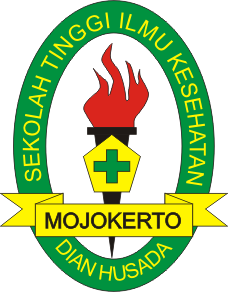 SEKOLAH TINGGI ILMU KESEHATAN
MOJOKERTO
DIAN HUSADA